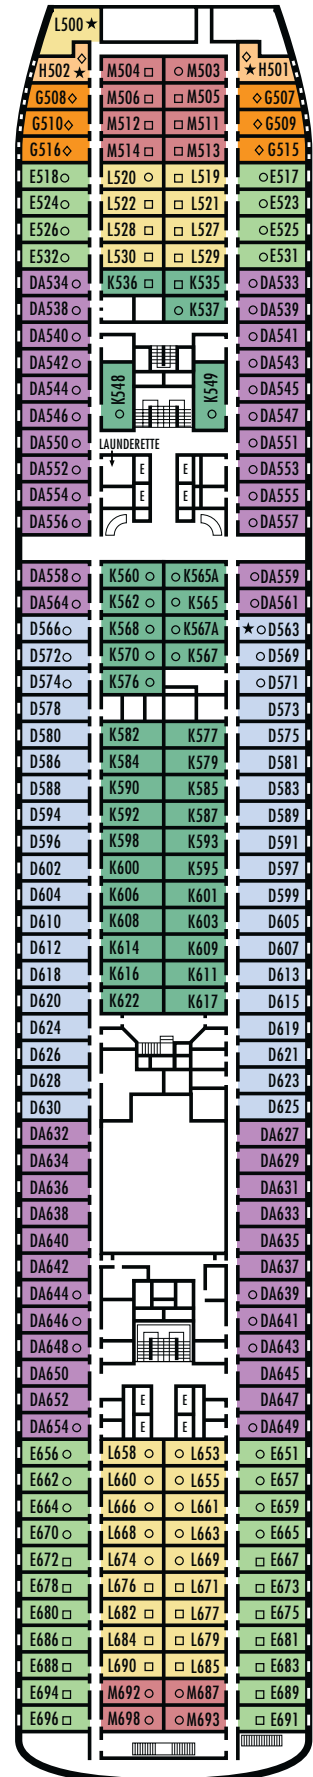 L500 ★
H502 ★ ◇ M504 □ ○ M503 ◇ ★ H501
G508 ◇ M506 □ □ M505 ◇ G507
G510 ◇ M512 □ □ M511 ◇ G509
G516 ◇ M514 □ □ M513 ◇ G515
E518 ○ L520 ○ □ L519 ○ E517
E524 ○ L522 □ □ L521 ○ E523
E526 ○ L528 □ □ L527 ○ E525
E532 ○ L530 □ □ L529 ○ E531
DA534 ○ K536 □ □ K535 ○ DA533
DA538 ○ ○ K537 ○ DA539
DA540 ○ ○ DA541
DA542 ○ ○ DA543
DA544 ○ ○ K548 ○ K549 ○ DA545
DA546 ○ ○ DA547
DA550 ○ LAUNDERETTE ○ DA551
DA552 ○ E E ○ DA553
DA554 ○ E E ○ DA555
DA556 ○ ○ DA557
DA558 ○ K560 ○ ○ K565A ○ DA559
DA564 ○ K562 ○ ○ K565 ○ DA561
D566 ○ K568 ○ ○ K567A ★ ○ D563
D572 ○ K570 ○ ○ K567 ○ D569
D574 ○ K576 ○ ○ D571
D578 D573
D580 K582 K577 D575
D586 K584 K579 D581
D588 K590 K585 D583
D594 K592 K587 D589
D596 K598 K593 D591
D602 K600 K595 D597
D604 K606 K601 D599
D610 K608 K603 D605
D612 K614 K609 D607
D618 K616 K611 D613
D620 K622 K617 D615
D624 D619
D626 D621
D628 D623
D630 D625
DA632 DA627
DA634 DA629
DA636 DA631
DA638 DA633
DA640 DA635
DA642 DA637
DA644 ○ ○ DA639
DA646 ○ ○ DA641
DA648 ○ ○ DA643
DA650 DA645
DA652 E E DA647
DA654 ○ E E ○ DA649
E656 ○ L658 ○ ○ L653 ○ E651
E662 ○ L660 ○ ○ L655 ○ E657
E664 ○ L666 ○ ○ L661 ○ E659
E670 ○ L668 ○ ○ L663 ○ E665
E672 □ L674 ○ ○ L669 □ E667
E678 □ L676 □ □ L671 □ E673
E680 □ L682 □ □ L677 □ E675
E686 □ L684 □ □ L679 □ E681
E688 □ L690 □ □ L685 □ E683
E694 □ M692 ○ ○ M687 □ E689
E696 □ M698 ○ ○ M693 □ E691